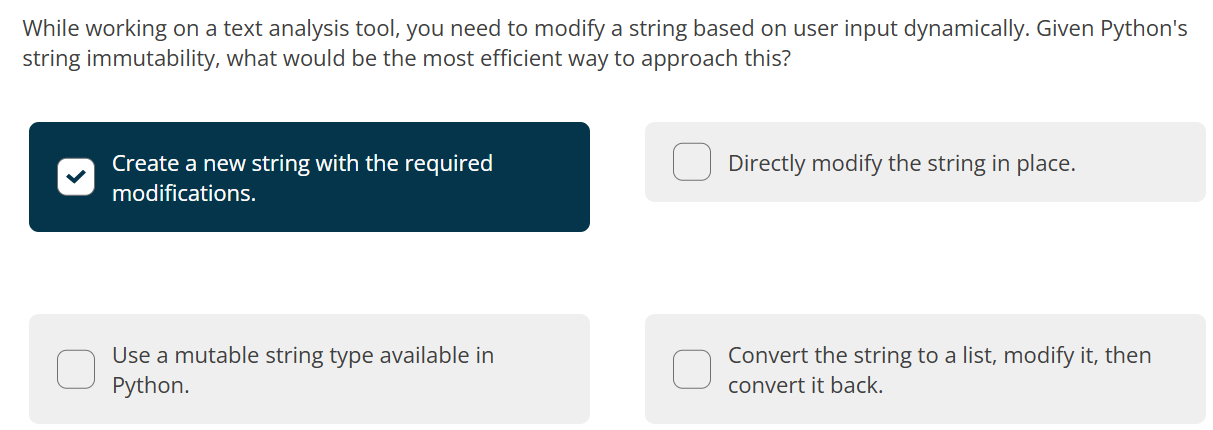 While working on a text analysis tool, you need to modify a string based on user input dynamically. Given Python's
string immutability, what would be the most efficient way to approach this?
Create a new string with the required
modifications.
Directly modify the string in place.
Use a mutable string type available in
Python.
Convert the string to a list, modify it, then
convert it back.